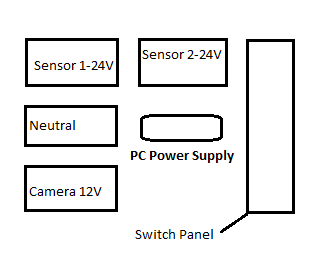 Sensor 1-24V
Sensor 2-24V
Neutral
PC Power Supply
Camera 12V
Switch Panel